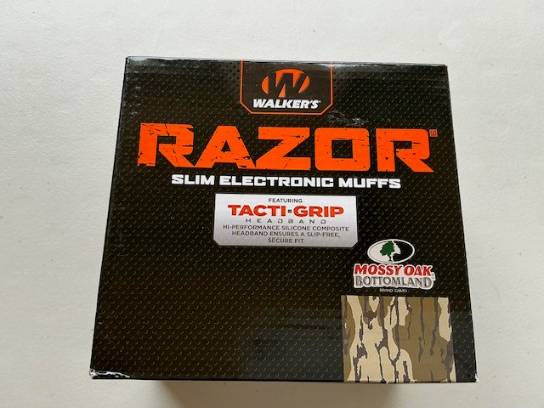 W
WALKER'S
RAZOR®
SLIM ELECTRONIC MUFFS
FEATURING
TACTI-GRIP
HEADBAND
HI-PERFORMANCE SILICONE COMPOSITE
HEADBAND ENSURES A SLIP-FREE,
SECURE FIT
MOSSY OAK
BOTTOMLAND